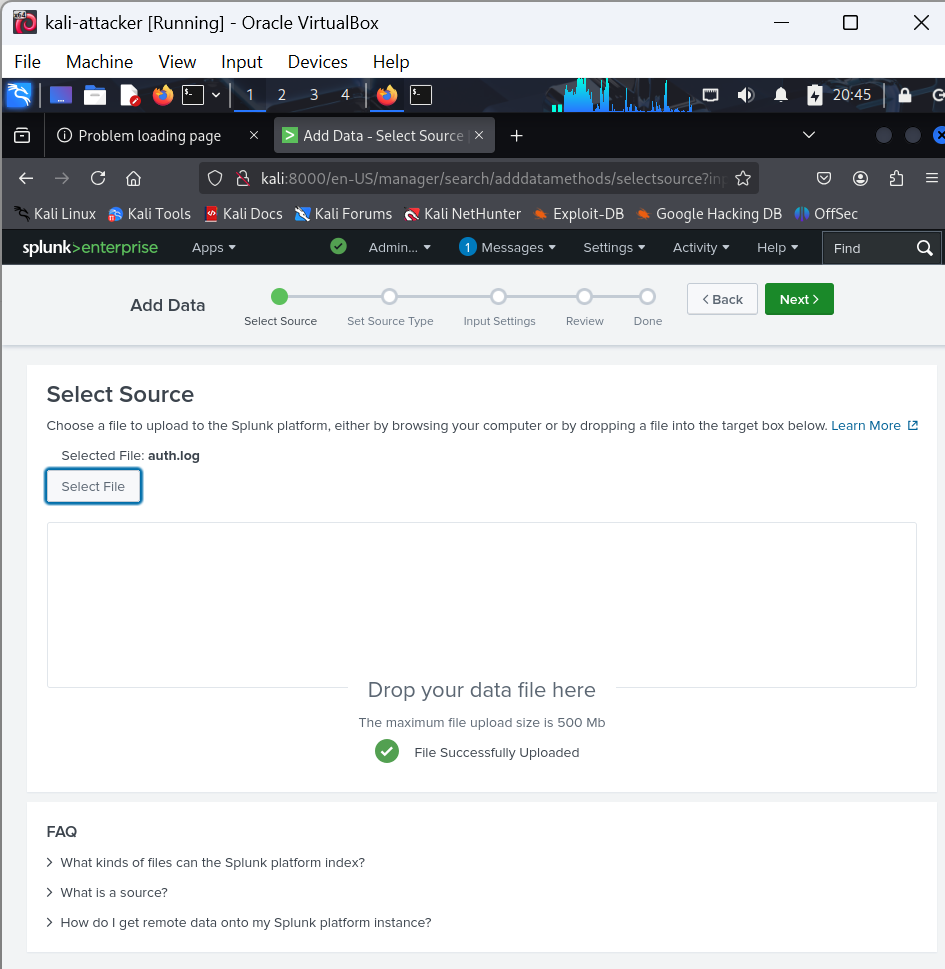 kali-attacker [Running] - Oracle VirtualBox
File Machine View Input Devices Help
1 2 3 4 20:45
Problem loading page Add Data - Select Source
kali:8000/en-US/manager/search/adddatamethods/selectsource?inp
Kali Linux Kali Tools Kali Docs Kali Forums Kali NetHunter Exploit-DB Google Hacking DB OffSec
splunk>enterprise Apps Admin... 1 Messages Settings Activity Help Find
Add Data
Select Source Set Source Type Input Settings Review Done
< Back Next >
Select Source
Choose a file to upload to the Splunk platform, either by browsing your computer or by dropping a file into the target box below. Learn More
Selected File: auth.log
Select File
Drop your data file here
The maximum file upload size is 500 Mb
File Successfully Uploaded
FAQ
> What kinds of files can the Splunk platform index?
> What is a source?
> How do I get remote data onto my Splunk platform instance?